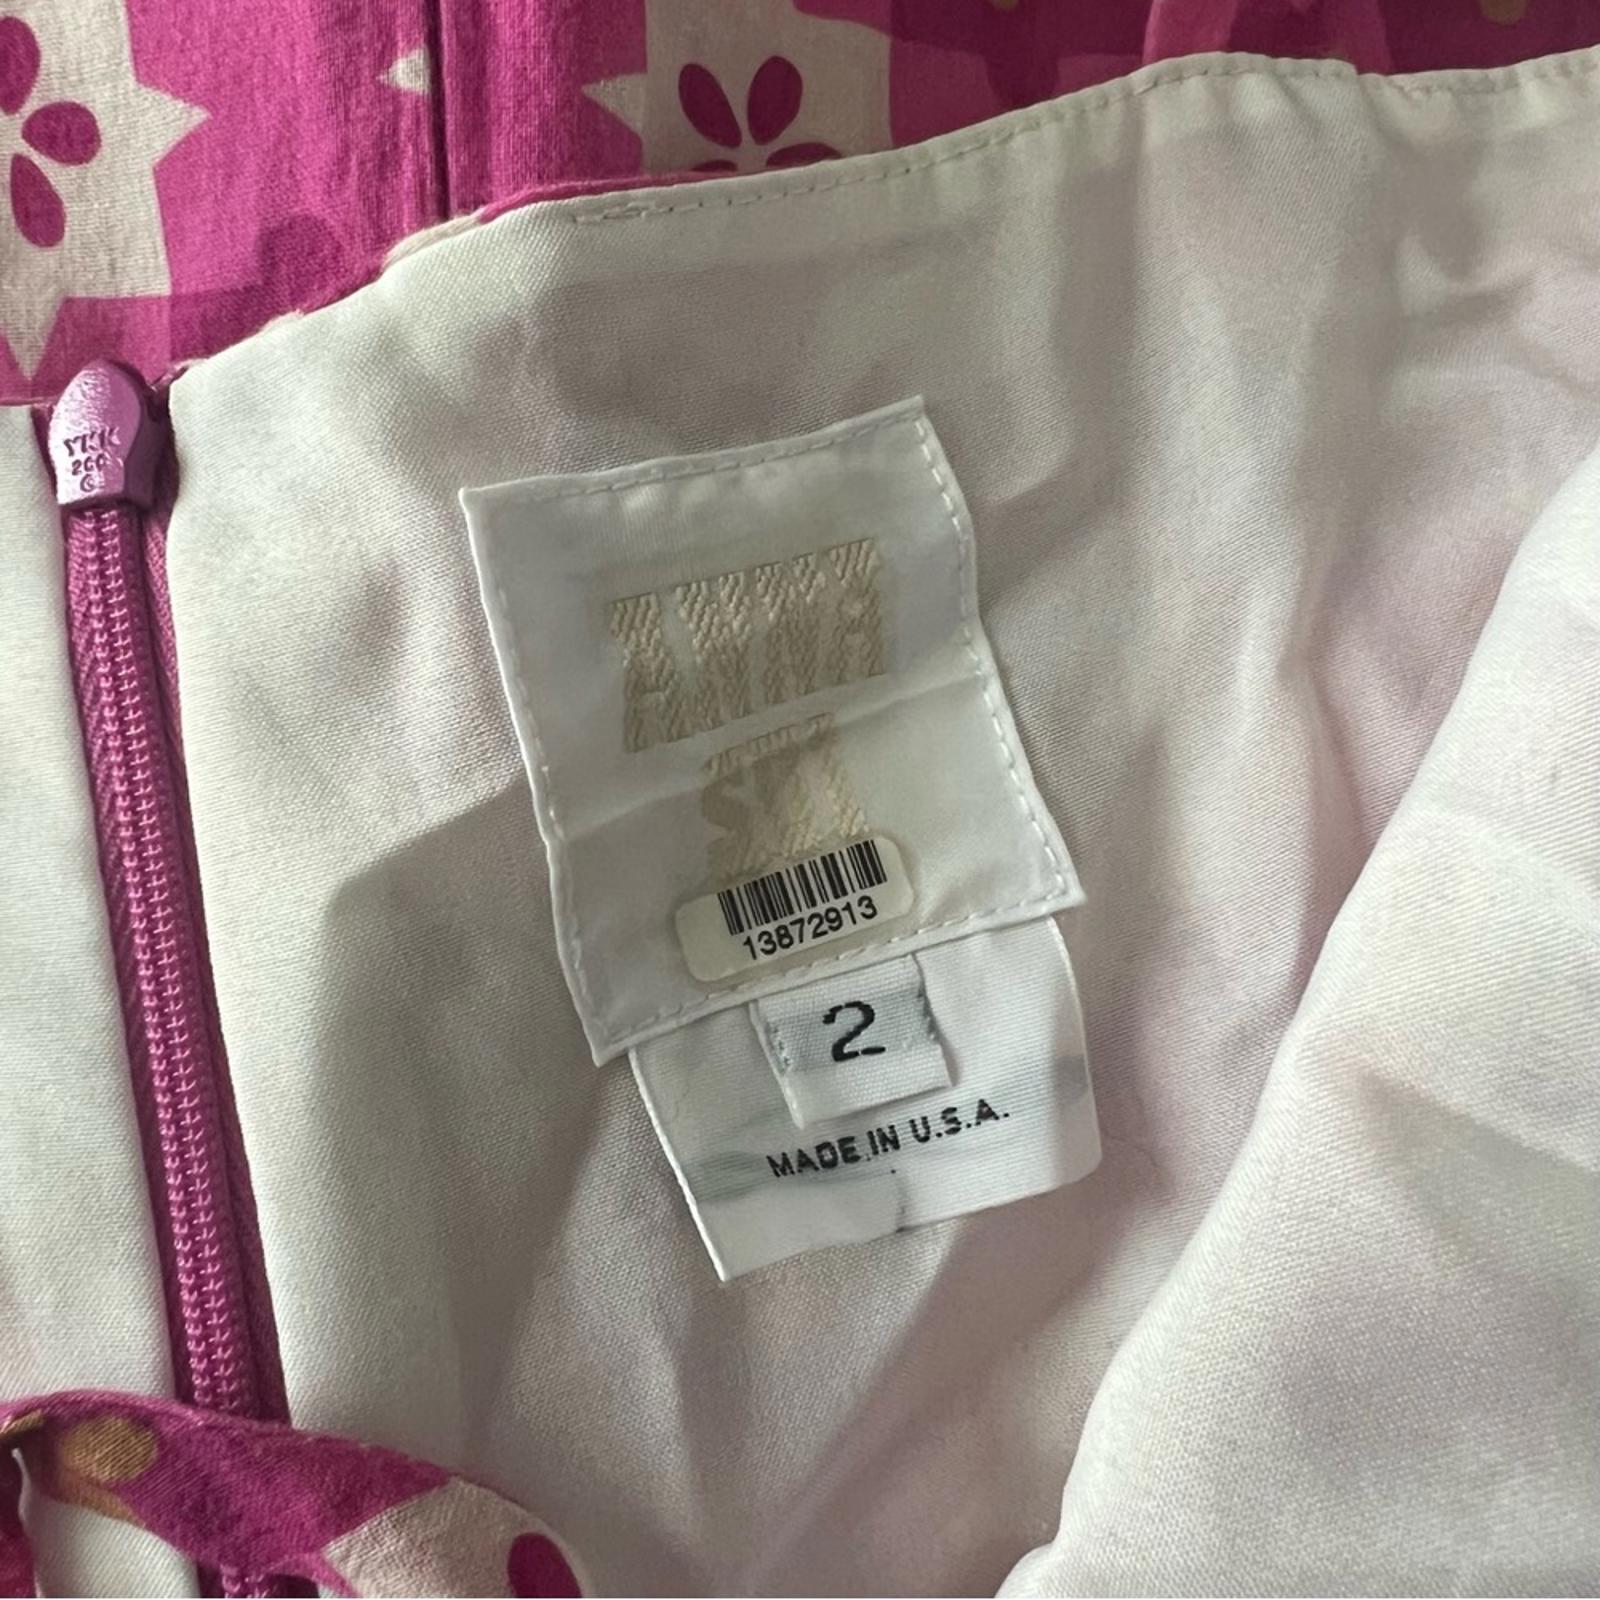 YKK
ANNA
SUI
13872913
2
MADE IN U.S.A.